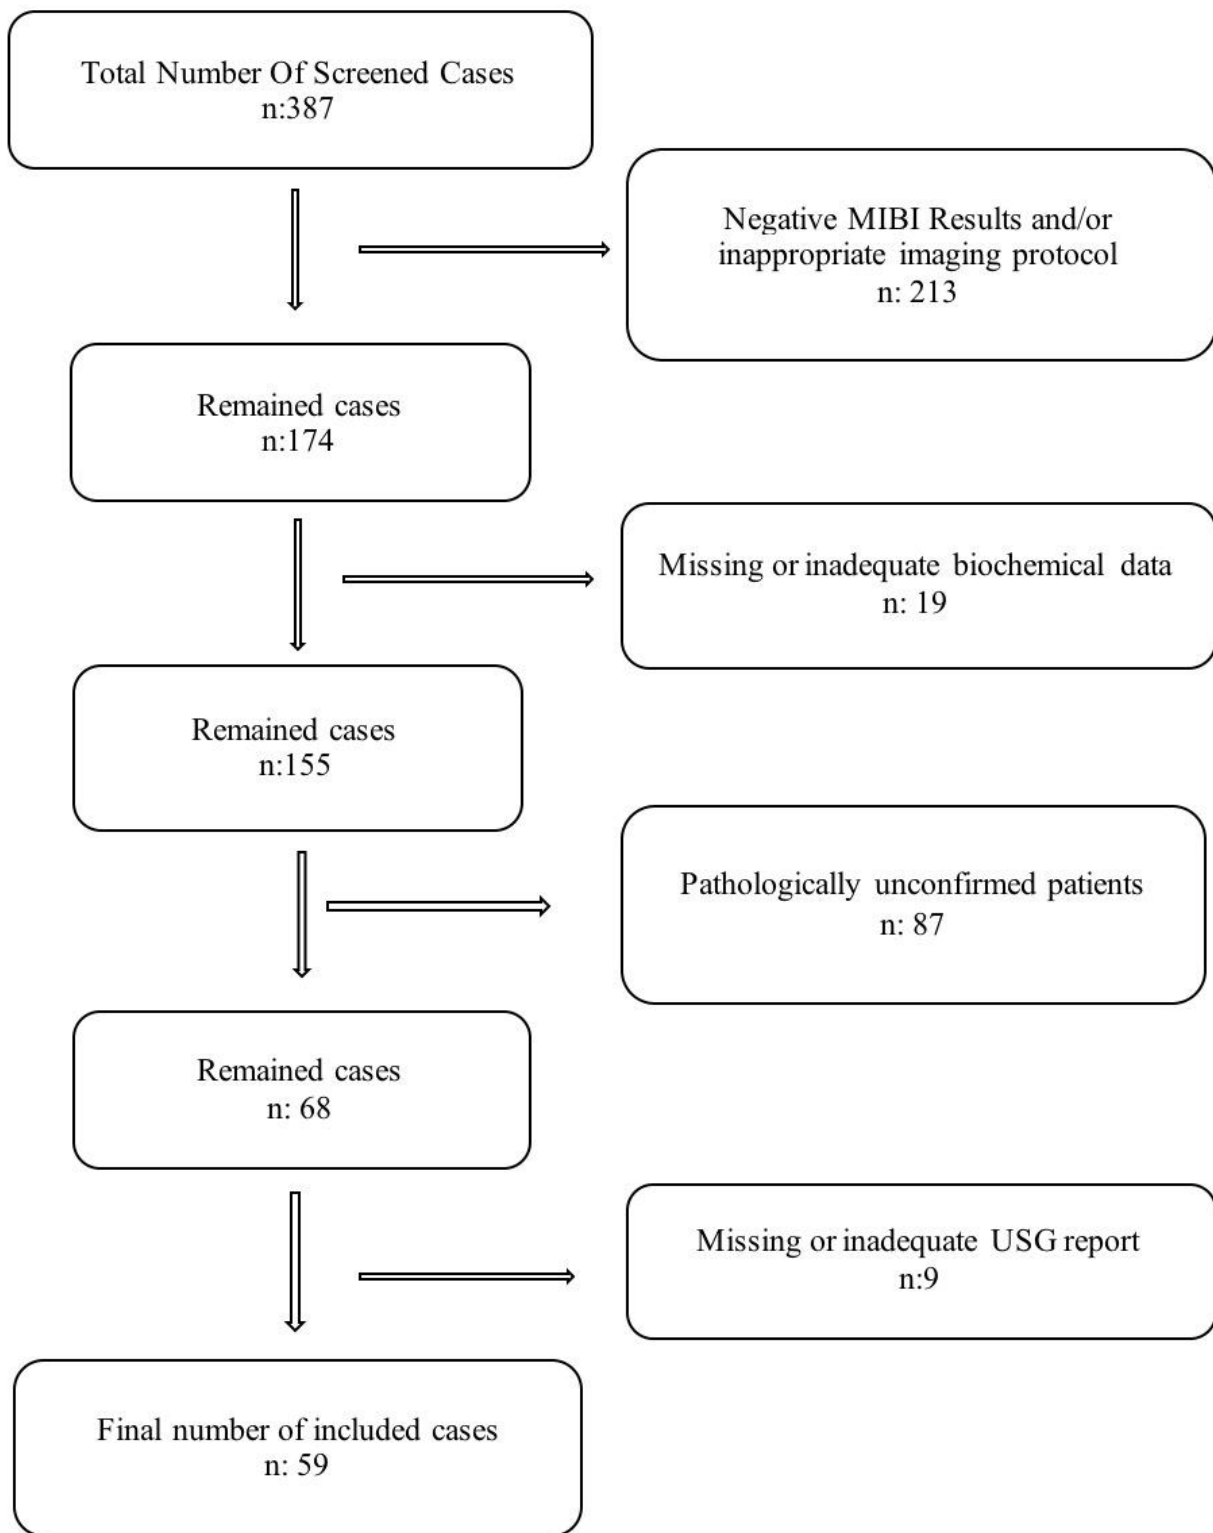 Total Number Of Screened Cases
n:387
Negative MIBI Results and/or
inappropriate imaging protocol
n: 213
Remained cases
n:174
Missing or inadequate biochemical data
n: 19
Remained cases
n:155
Pathologically unconfirmed patients
n: 87
Remained cases
n: 68
Missing or inadequate USG report
n:9
Final number of included cases
n: 59